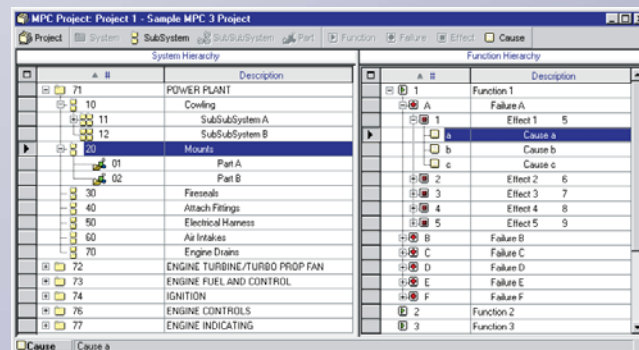 MPC Project: Project 1 - Sample MPC 3 Project
Project System SubSystem SubSubSystem Part Function Failure Effect Cause
System Hierarchy
# Description
71 POWER PLANT
10 Cowling
11 SubSubSystem A
12 SubSubSystem B
20 Mounts
01 Part A
02 Part B
30 Fireseals
40 Attach Fittings
50 Electrical Harness
60 Air Intakes
70 Engine Drains
72 ENGINE TURBINE/TURBO PROP FAN
73 ENGINE FUEL AND CONTROL
74 IGNITION
76 ENGINE CONTROLS
77 ENGINE INDICATING
Function Hierarchy
# Description
1 Function 1
A Failure A
1 Effect 1 5
a Cause a
b Cause b
c Cause c
2 Effect 2 6
3 Effect 3 7
4 Effect 4 8
5 Effect 5 9
B Failure B
C Failure C
D Failure D
E Failure E
F Failure F
2 Function 2
3 Function 3
Cause Cause a